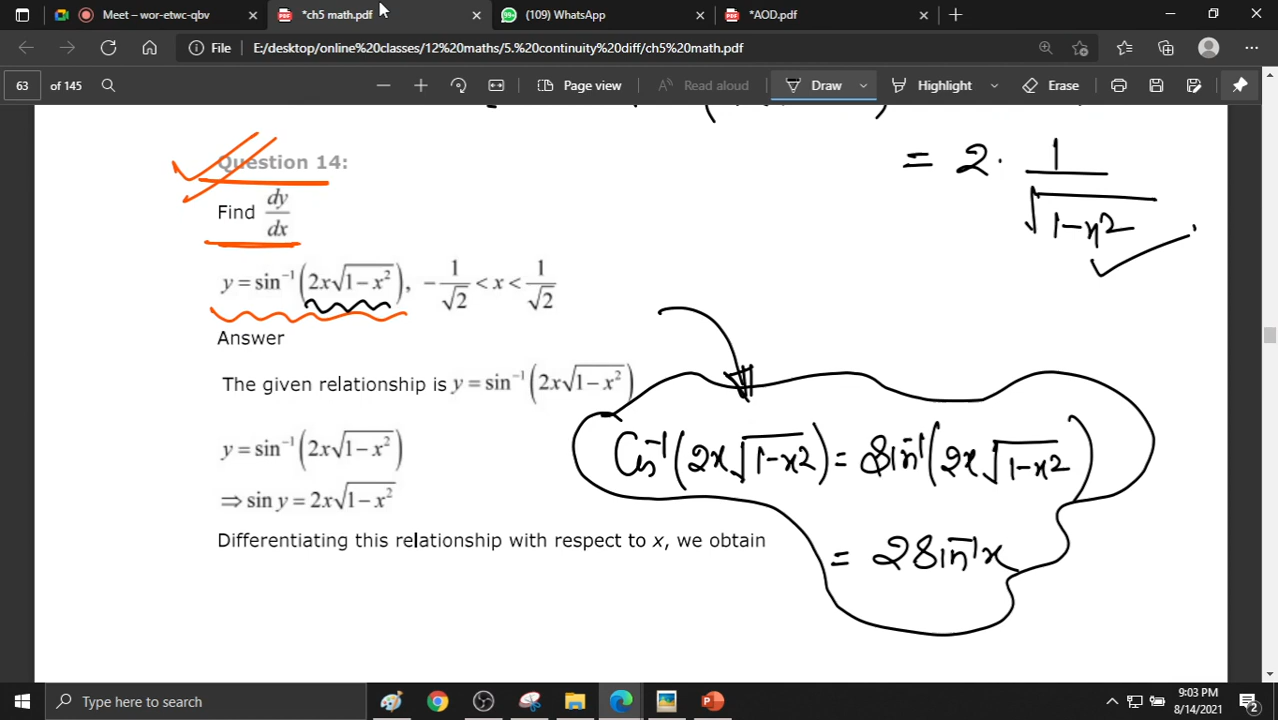 Meet – wor-etwc-qbv
*ch5 math.pdf
(109) WhatsApp
*AOD.pdf
File E:/desktop/online%20classes/12%20maths/5.%20continuity%20diff/ch5%20math.pdf
63 of 145
Page view
Read aloud
Draw
Highlight
Erase
= 2 · 1/√(1-x²)
Question 14:
Find dy/dx
y = sin⁻¹(2x√(1−x²)), −1/√2 < x < 1/√2
Answer
The given relationship is y = sin⁻¹(2x√(1−x²))
Cos⁻¹(2x√(1-x²)) = Sin⁻¹(2x√(1-x²))
y = sin⁻¹(2x√(1−x²))
⇒ sin y = 2x√(1−x²)
Differentiating this relationship with respect to x, we obtain
= 2Sin⁻¹x
Type here to search
9:03 PM
8/14/2021
2